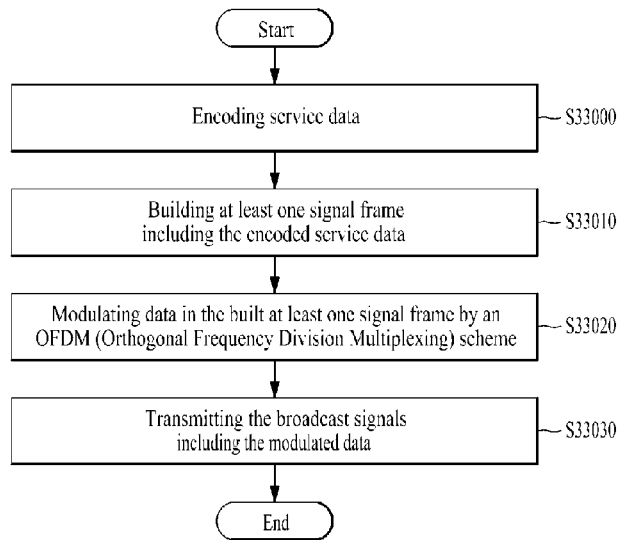 Start
Encoding service data
S33000
Building at least one signal frame
including the encoded service data
S33010
Modulating data in the built at least one signal frame by an
OFDM (Orthogonal Frequency Division Multiplexing) scheme
S33020
Transmitting the broadcast signals
including the modulated data
S33030
End